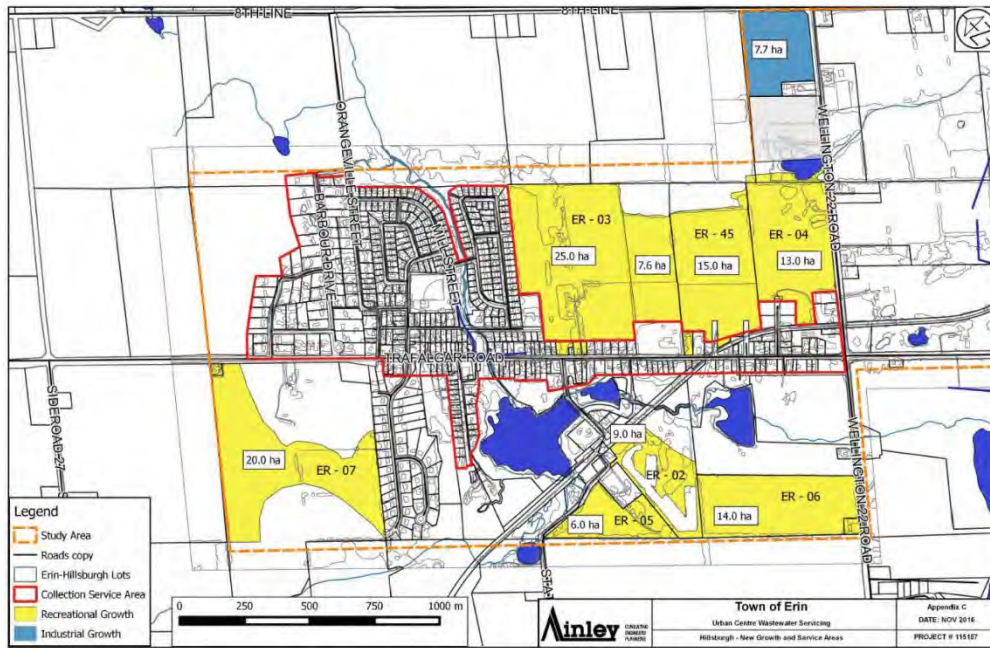 8TH LINE
8TH LINE
7.7 ha
ORANGEVILLE STREET
BARBOUR DRIVE
MILL STREET
WELLINGTON 22 ROAD
ER - 03
25.0 ha
7.6 ha
ER - 45
15.0 ha
ER - 04
13.0 ha
TRAFALGAR ROAD
SIDEROAD 27
20.0 ha
ER - 07
9.0 ha
ER - 02
6.0 ha
ER - 05
14.0 ha
ER - 06
WELLINGTON 22 ROAD
Legend
Study Area
Roads copy
Erin-Hillsburgh Lots
Collection Service Area
Recreational Growth
Industrial Growth
0 250 500 750 1000 m
Ainley
CONSULTING
ENGINEERS
PLANNERS
Town of Erin
Urban Centre Wastewater Servicing
Hillsburgh - New Growth and Service Areas
Appendix C
DATE: NOV 2016
PROJECT # 115157